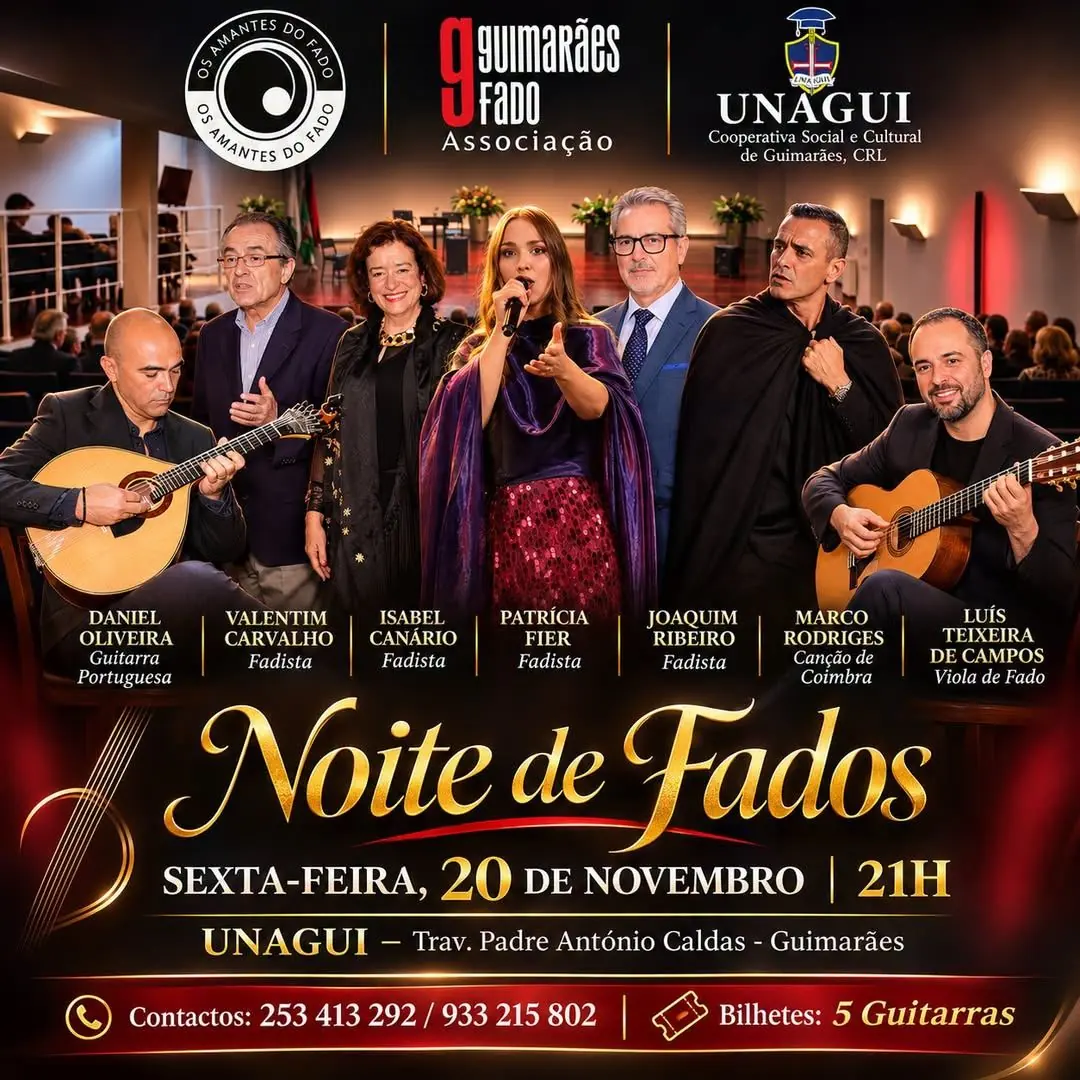 OS AMANTES DO FADO
OS AMANTES DO FADO
g guimarães
FADO
Associação
UNAGUI
UNAGUI
Cooperativa Social e Cultural
de Guimarães, CRL
DANIEL
OLIVEIRA
Guitarra
Portuguesa
VALENTIM
CARVALHO
Fadista
ISABEL
CANÁRIO
Fadista
PATRÍCIA
FIER
Fadista
JOAQUIM
RIBEIRO
Fadista
MARCO
RODRIGES
Canção de
Coimbra
LUÍS
TEIXEIRA
DE CAMPOS
Viola de Fado
Noite de Fados
SEXTA-FEIRA, 20 DE NOVEMBRO | 21H
UNAGUI – Trav. Padre António Caldas - Guimarães
Contactos: 253 413 292 / 933 215 802
Bilhetes: 5 Guitarras